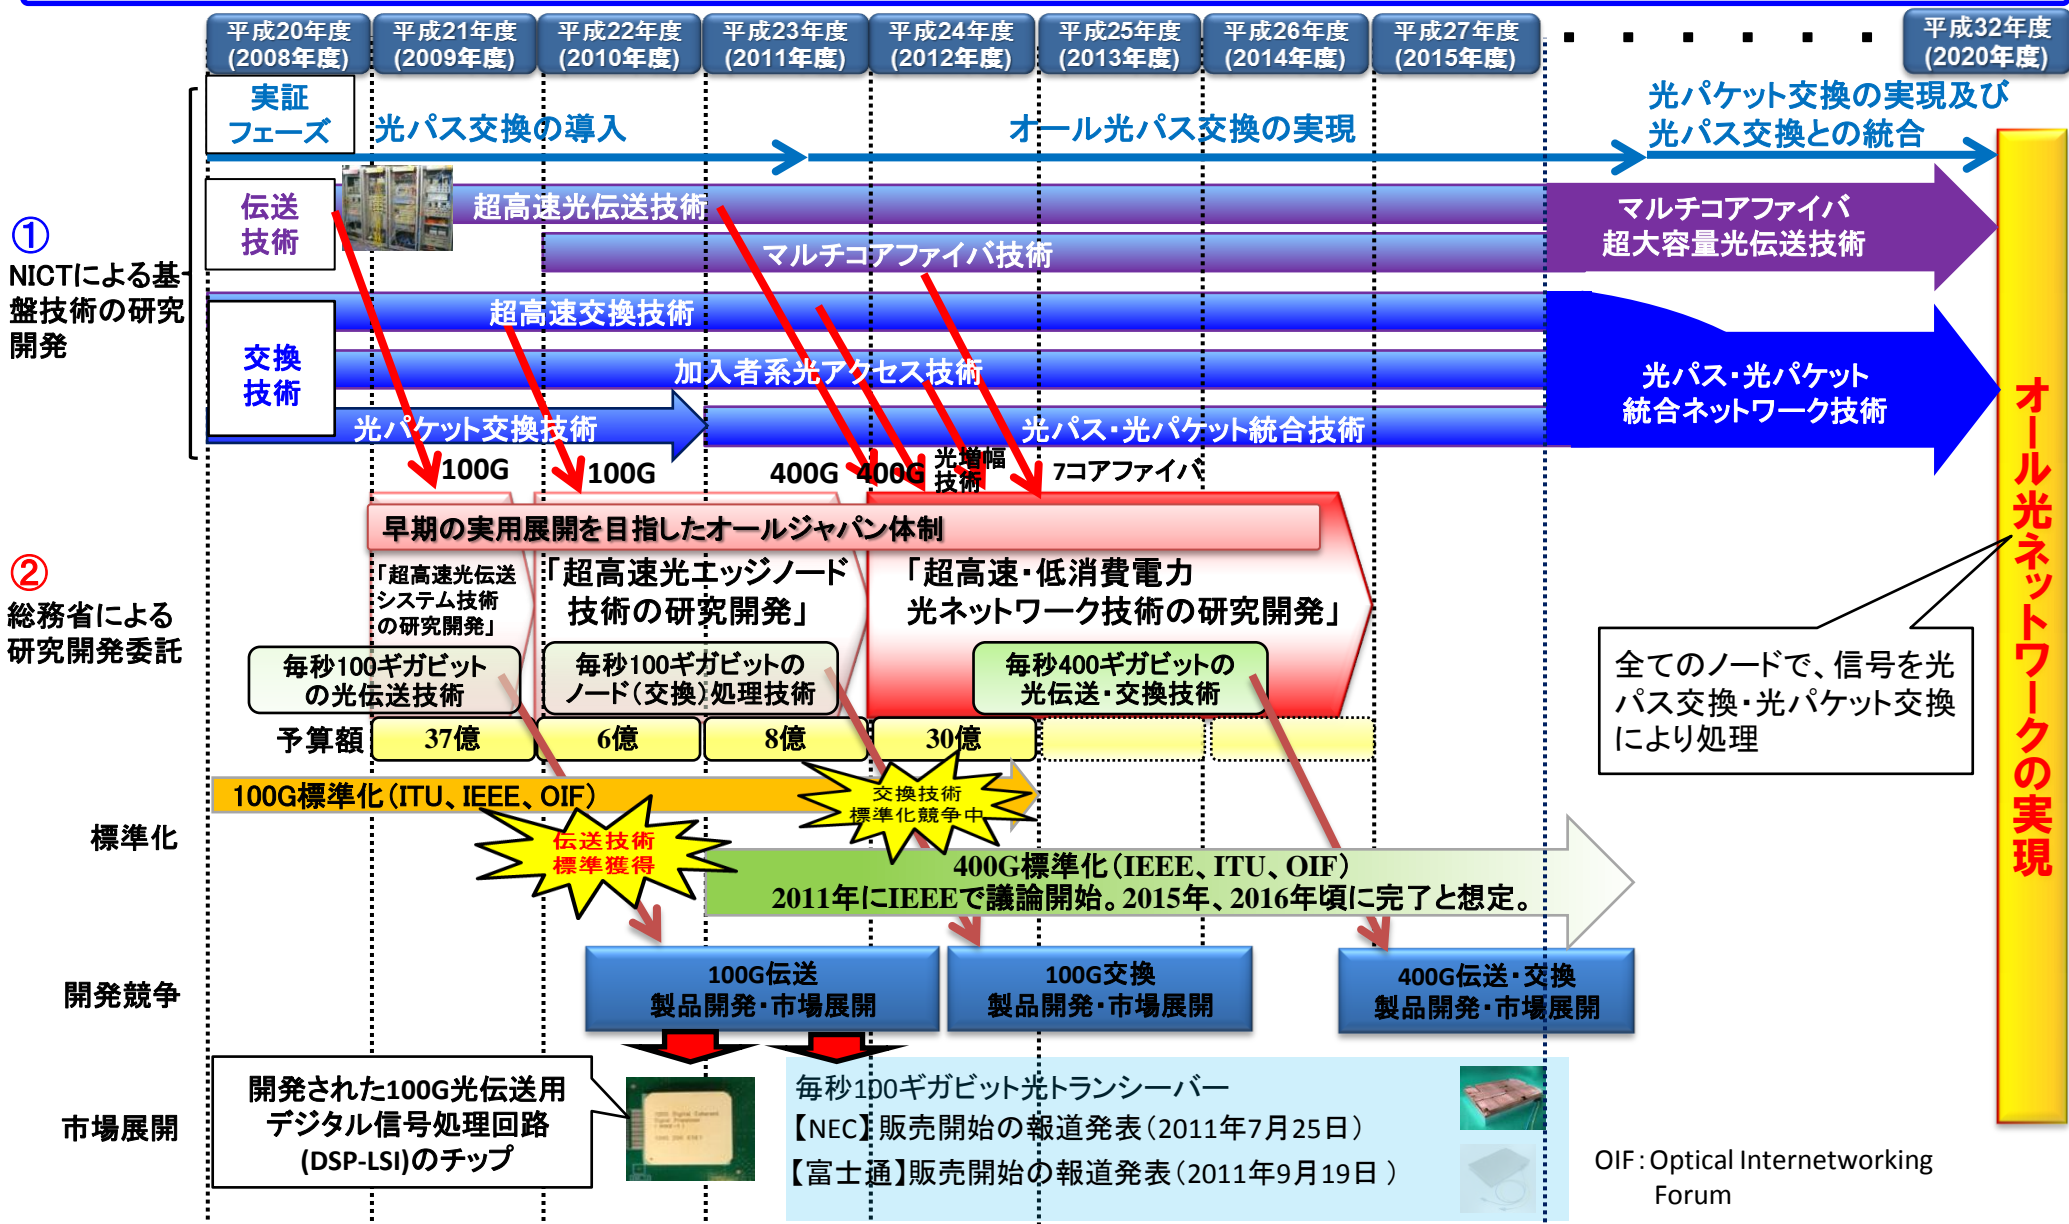 平成20年度
(2008年度)
平成21年度
(2009年度)
平成22年度
(2010年度)
平成23年度
(2011年度)
平成24年度
(2012年度)
平成25年度
(2013年度)
平成26年度
(2014年度)
平成27年度
(2015年度)
平成32年度
(2020年度)
実証
フェーズ
光パス交換の導入
オール光パス交換の実現
光パケット交換の実現及び
光パス交換との統合
①
NICTによる基
盤技術の研究
開発
伝送
技術
超高速光伝送技術
マルチコアファイバ技術
マルチコアファイバ
超大容量光伝送技術
交換
技術
超高速交換技術
加入者系光アクセス技術
光パケット交換技術
光パス・光パケット統合技術
光パス・光パケット
統合ネットワーク技術
オール光ネットワークの実現
100G
100G
400G
400G
光増幅
技術
7コアファイバ
②
総務省による
研究開発委託
早期の実用展開を目指したオールジャパン体制
「超高速光伝送
システム技術
の研究開発」
「超高速光エッジノード
技術の研究開発」
「超高速・低消費電力
光ネットワーク技術の研究開発」
毎秒100ギガビット
の光伝送技術
毎秒100ギガビットの
ノード(交換)処理技術
毎秒400ギガビットの
光伝送・交換技術
全てのノードで、信号を光
パス交換・光パケット交換
により処理
予算額
37億
6億
8億
30億
標準化
100G標準化(ITU、IEEE、OIF)
交換技術
標準化競争中
伝送技術
標準獲得
400G標準化(IEEE、ITU、OIF)
2011年にIEEEで議論開始。2015年、2016年頃に完了と想定。
開発競争
100G伝送
製品開発・市場展開
100G交換
製品開発・市場展開
400G伝送・交換
製品開発・市場展開
市場展開
開発された100G光伝送用
デジタル信号処理回路
(DSP-LSI)のチップ
毎秒100ギガビット光トランシーバー
【NEC】販売開始の報道発表(2011年7月25日)
【富士通】販売開始の報道発表(2011年9月19日 )
OIF:Optical Internetworking
Forum